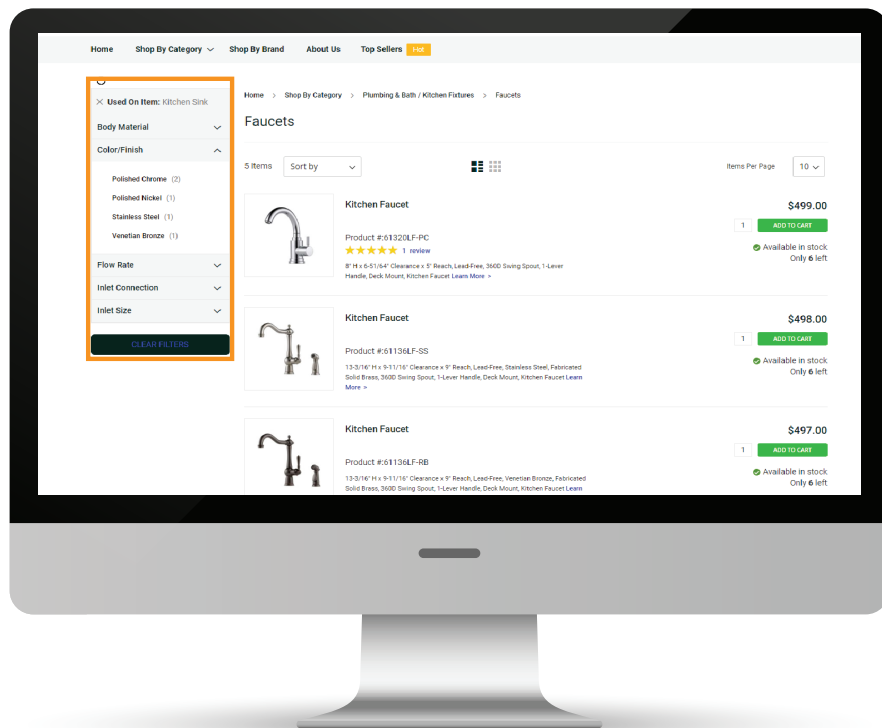 Home Shop By Category Shop By Brand About Us Top Sellers Hot
Used On Item: Kitchen Sink
Body Material
Color/Finish
Polished Chrome (2)
Polished Nickel (1)
Stainless Steel (1)
Venetian Bronze (1)
Flow Rate
Inlet Connection
Inlet Size
CLEAR FILTERS
Home > Shop By Category > Plumbing & Bath / Kitchen Fixtures > Faucets
Faucets
5 Items Sort by Items Per Page 10
Kitchen Faucet
Product #:61320LF-PC
1 review
8" H x 6-51/64" Clearance x 5" Reach, Lead-Free, 360D Swing Spout, 1-Lever
Handle, Deck Mount, Kitchen Faucet Learn More >
$499.00
1 ADD TO CART
Available in stock
Only 6 left
Kitchen Faucet
Product #:61136LF-SS
13-3/16" H x 9-11/16" Clearance x 9" Reach, Lead-Free, Stainless Steel, Fabricated
Solid Brass, 360D Swing Spout, 1-Lever Handle, Deck Mount, Kitchen Faucet Learn
More >
$498.00
1 ADD TO CART
Available in stock
Only 6 left
Kitchen Faucet
Product #:61136LF-RB
13-3/16" H x 9-11/16" Clearance x 9" Reach, Lead-Free, Venetian Bronze, Fabricated
Solid Brass, 360D Swing Spout, 1-Lever Handle, Deck Mount, Kitchen Faucet Learn
$497.00
1 ADD TO CART
Available in stock
Only 6 left